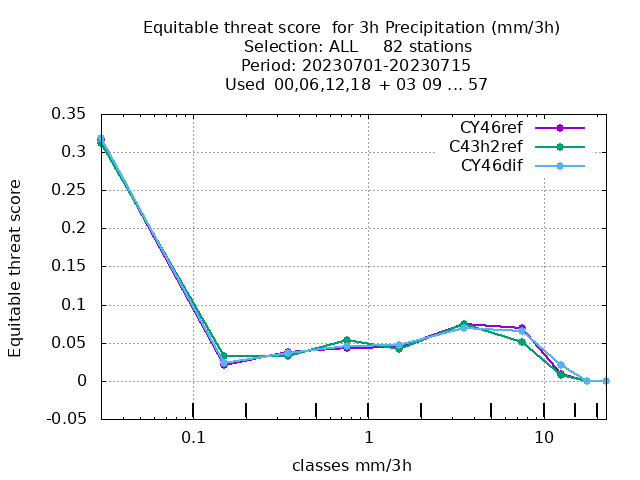 Equitable threat score  for 3h Precipitation (mm/3h)
Selection: ALL     82 stations
Period: 20230701-20230715
Used  00,06,12,18 + 03 09 ... 57
CY46ref
C43h2ref
CY46dif
Equitable threat score
0.35
0.3
0.25
0.2
0.15
0.1
0.05
0
-0.05
0.1
1
10
classes mm/3h